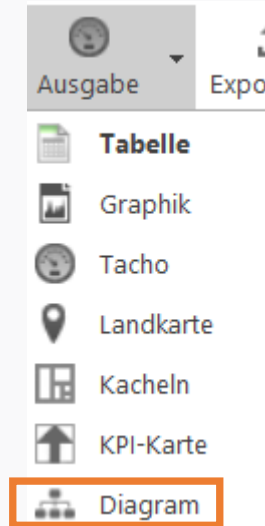 Ausgabe
Expo
Tabelle
Graphik
Tacho
Landkarte
Kacheln
KPI-Karte
Diagram